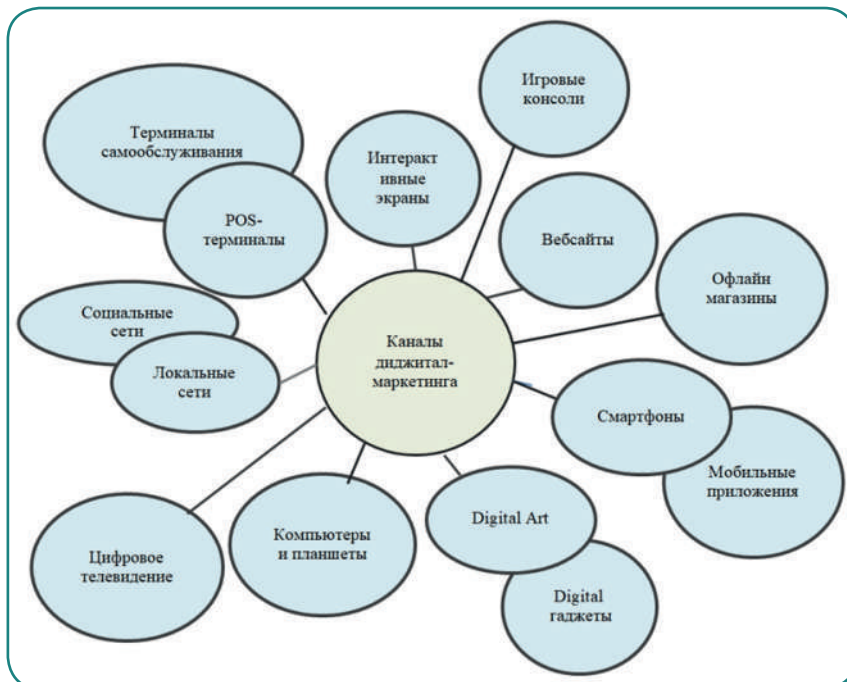 Игровые
консоли
Терминалы
самообслуживания
Интеракт
ивные
экраны
POS-
терминалы
Вебсайты
Офлайн
магазины
Социальные
сети
Каналы
диджитал-
маркетинга
Локальные
сети
Смартфоны
Мобильные
приложения
Digital Art
Компьютеры
и планшеты
Цифровое
телевидение
Digital
гаджеты